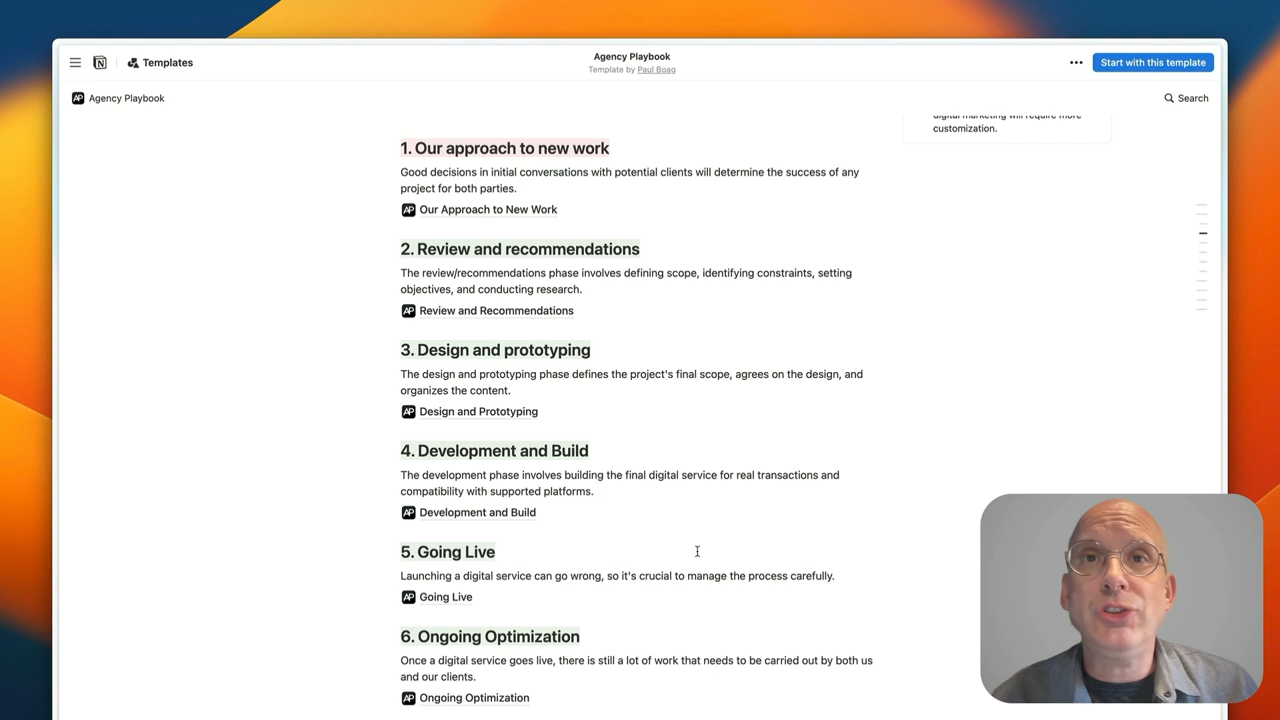 Templates
Agency Playbook
Template by Paul Boag
Start with this template
AP Agency Playbook
Search
digital marketing will require more
customization.
1. Our approach to new work
Good decisions in initial conversations with potential clients will determine the success of any
project for both parties.
AP Our Approach to New Work
2. Review and recommendations
The review/recommendations phase involves defining scope, identifying constraints, setting
objectives, and conducting research.
AP Review and Recommendations
3. Design and prototyping
The design and prototyping phase defines the project's final scope, agrees on the design, and
organizes the content.
AP Design and Prototyping
4. Development and Build
The development phase involves building the final digital service for real transactions and
compatibility with supported platforms.
AP Development and Build
5. Going Live
Launching a digital service can go wrong, so it's crucial to manage the process carefully.
AP Going Live
6. Ongoing Optimization
Once a digital service goes live, there is still a lot of work that needs to be carried out by both us
and our clients.
AP Ongoing Optimization